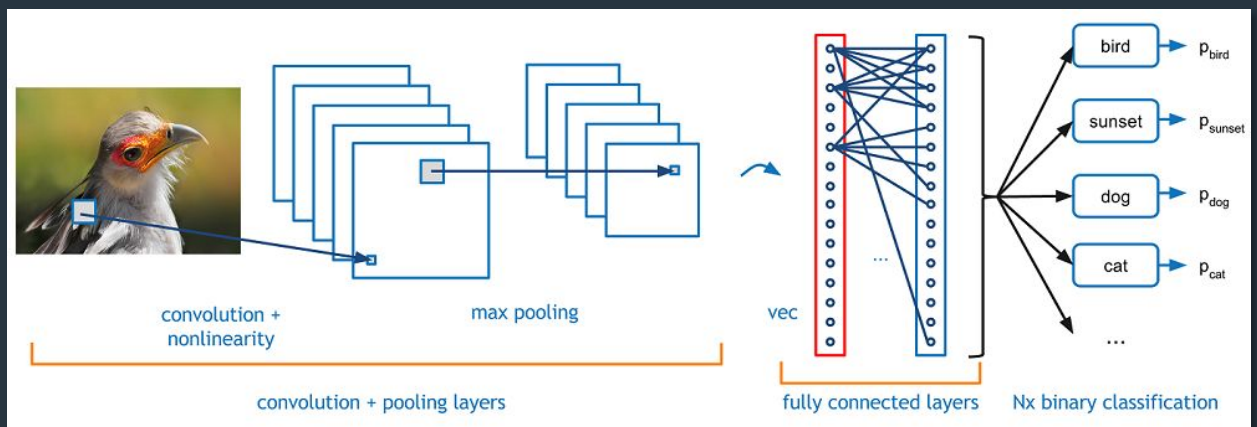 bird
p_bird
sunset
p_sunset
dog
p_dog
cat
p_cat
...
...
convolution +
nonlinearity
max pooling
vec
convolution + pooling layers
fully connected layers
Nx binary classification